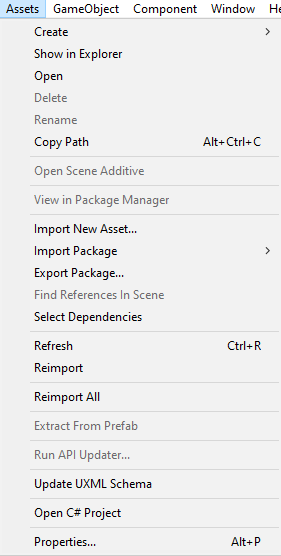 Assets GameObject Component Window He
Create
Show in Explorer
Open
Delete
Rename
Copy Path Alt+Ctrl+C
Open Scene Additive
View in Package Manager
Import New Asset...
Import Package
Export Package...
Find References In Scene
Select Dependencies
Refresh Ctrl+R
Reimport
Reimport All
Extract From Prefab
Run API Updater...
Update UXML Schema
Open C# Project
Properties... Alt+P